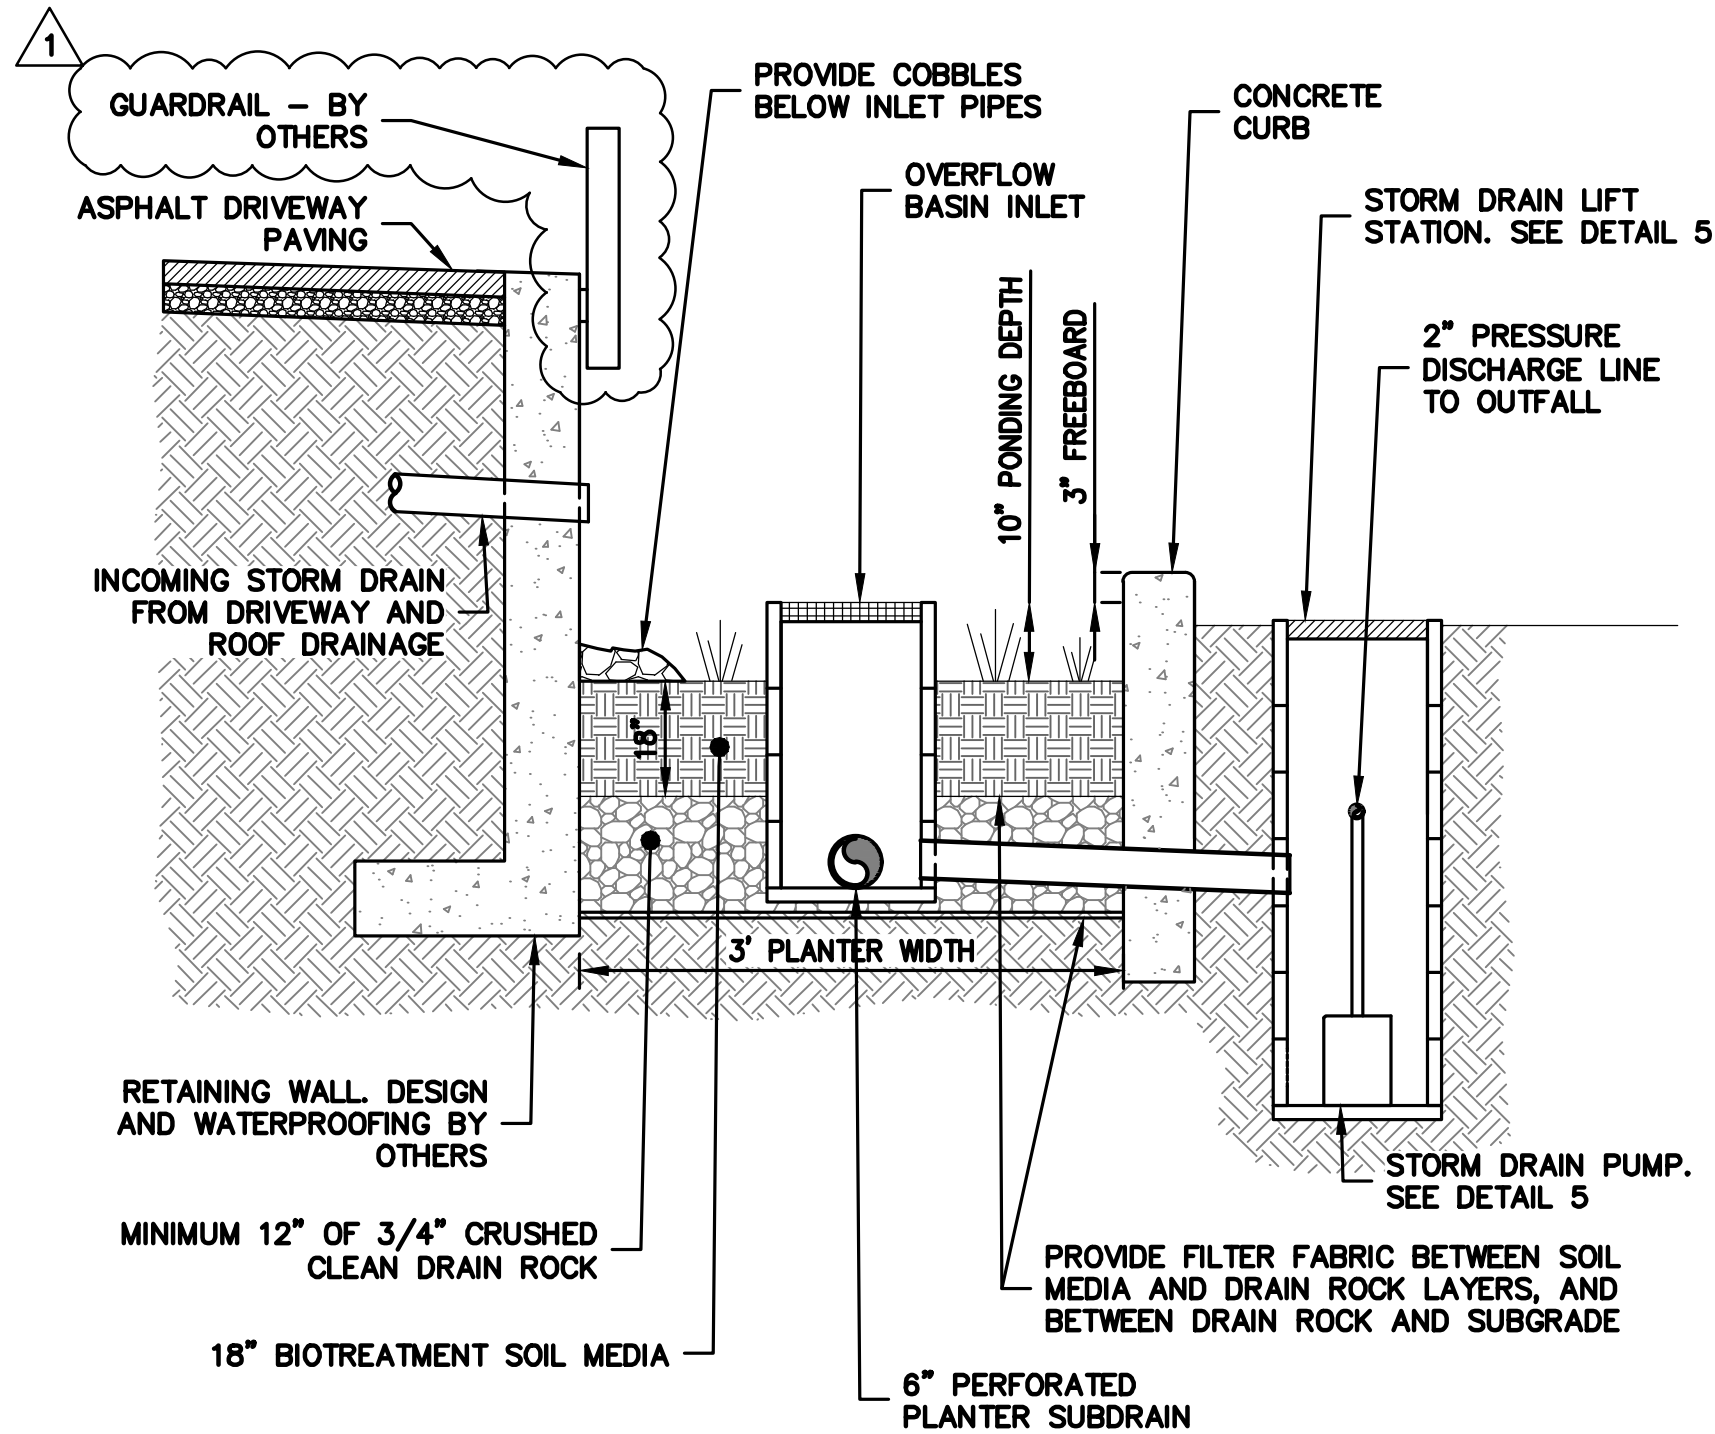 1
GUARDRAIL – BY
OTHERS
ASPHALT DRIVEWAY
PAVING
PROVIDE COBBLES
BELOW INLET PIPES
OVERFLOW
BASIN INLET
CONCRETE
CURB
STORM DRAIN LIFT
STATION. SEE DETAIL 5
2" PRESSURE
DISCHARGE LINE
TO OUTFALL
10" PONDING DEPTH
3" FREEBOARD
INCOMING STORM DRAIN
FROM DRIVEWAY AND
ROOF DRAINAGE
18"
3' PLANTER WIDTH
RETAINING WALL. DESIGN
AND WATERPROOFING BY
OTHERS
MINIMUM 12" OF 3/4" CRUSHED
CLEAN DRAIN ROCK
18" BIOTREATMENT SOIL MEDIA
6" PERFORATED
PLANTER SUBDRAIN
PROVIDE FILTER FABRIC BETWEEN SOIL
MEDIA AND DRAIN ROCK LAYERS, AND
BETWEEN DRAIN ROCK AND SUBGRADE
STORM DRAIN PUMP.
SEE DETAIL 5